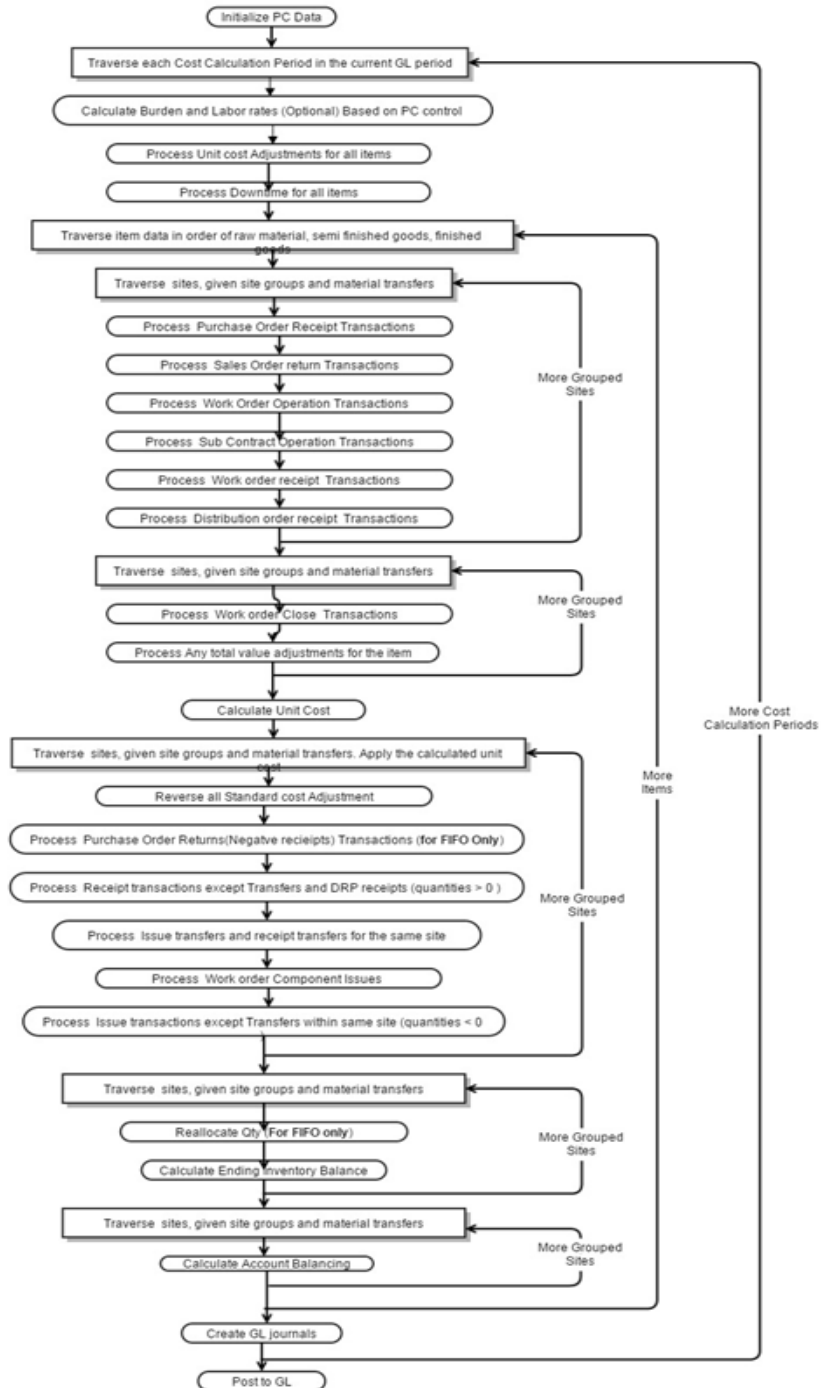 Initialize PC Data
Traverse each Cost Calculation Period in the current GL period
Calculate Burden and Labor rates (Optional) Based on PC control
Process Unit cost Adjustments for all items
Process Downtime for all items
Traverse item data in order of raw material, semi finished goods, finished
goods
Traverse sites, given site groups and material transfers
Process Purchase Order Receipt Transactions
Process Sales Order return Transactions
More Grouped
Sites
Process Work Order Operation Transactions
Process Sub Contract Operation Transactions
Process Work order receipt Transactions
Process Distribution order receipt Transactions
Traverse sites, given site groups and material transfers
More Grouped
Sites
Process Work order Close Transactions
Process Any total value adjustments for the item
Calculate Unit Cost
More Cost
Calculation Periods
Traverse sites, given site groups and material transfers. Apply the calculated unit
cost
More
Items
Reverse all Standard cost Adjustment
Process Purchase Order Returns(Negatve recieipts) Transactions (for FIFO Only)
Process Receipt transactions except Transfers and DRP receipts (quantities > 0 )
More Grouped
Sites
Process Issue transfers and receipt transfers for the same site
Process Work order Component Issues
Process Issue transactions except Transfers within same site (quantities < 0
)
Traverse sites, given site groups and material transfers
Reallocate Qty (For FIFO only)
More Grouped
Sites
Calculate Ending Inventory Balance
Traverse sites, given site groups and material transfers
More Grouped
Sites
Calculate Account Balancing
Create GL journals
Post to GL